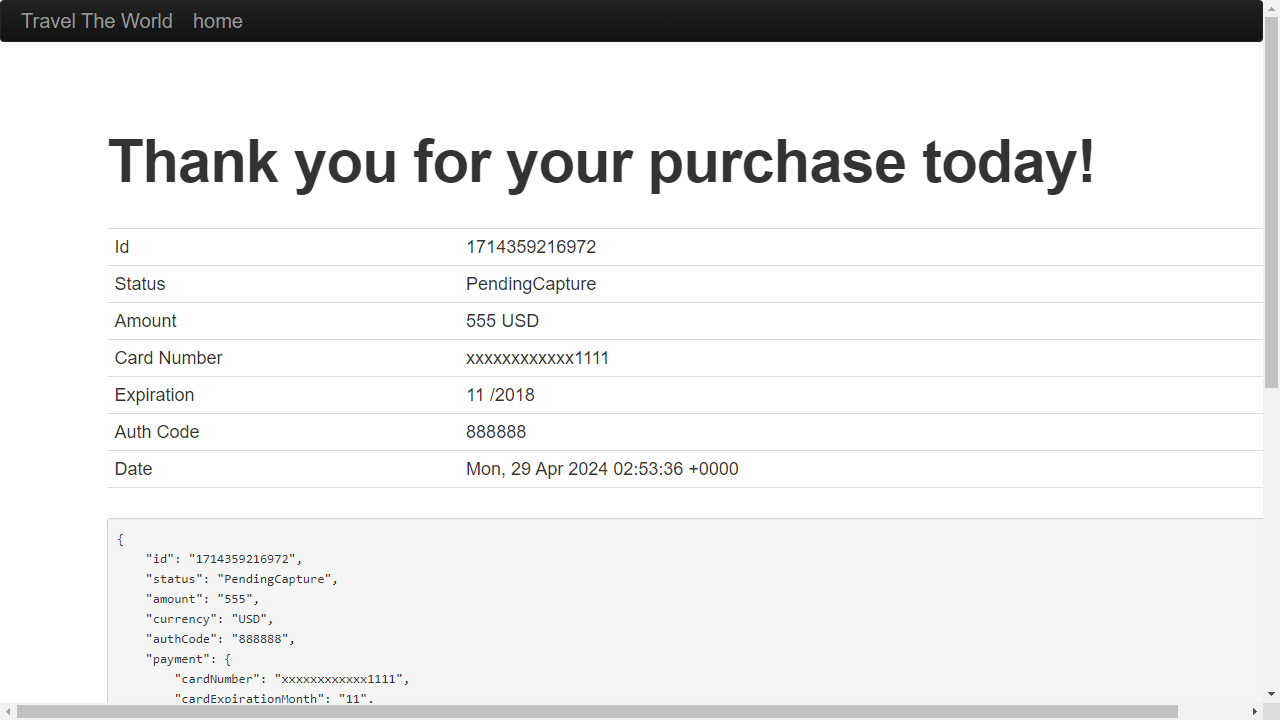 Travel The World home
Thank you for your purchase today!
Id 1714359216972
Status PendingCapture
Amount 555 USD
Card Number xxxxxxxxxxxx1111
Expiration 11 /2018
Auth Code 888888
Date Mon, 29 Apr 2024 02:53:36 +0000
{
    "id": "1714359216972",
    "status": "PendingCapture",
    "amount": "555",
    "currency": "USD",
    "authCode": "888888",
    "payment": {
        "cardNumber": "xxxxxxxxxxxx1111",
        "cardExpirationMonth": "11",